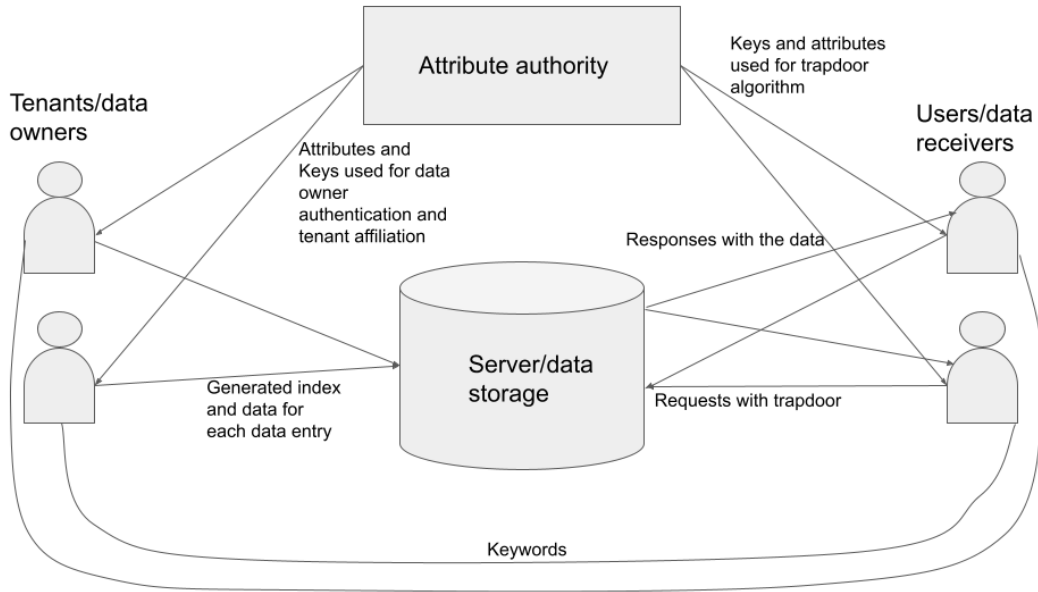 Attribute authority
Keys and attributes
used for trapdoor
algorithm
Tenants/data
owners
Users/data
receivers
Attributes and
Keys used for data
owner
authentication and
tenant affiliation
Responses with the data
Server/data
storage
Generated index
and data for
each data entry
Requests with trapdoor
Keywords